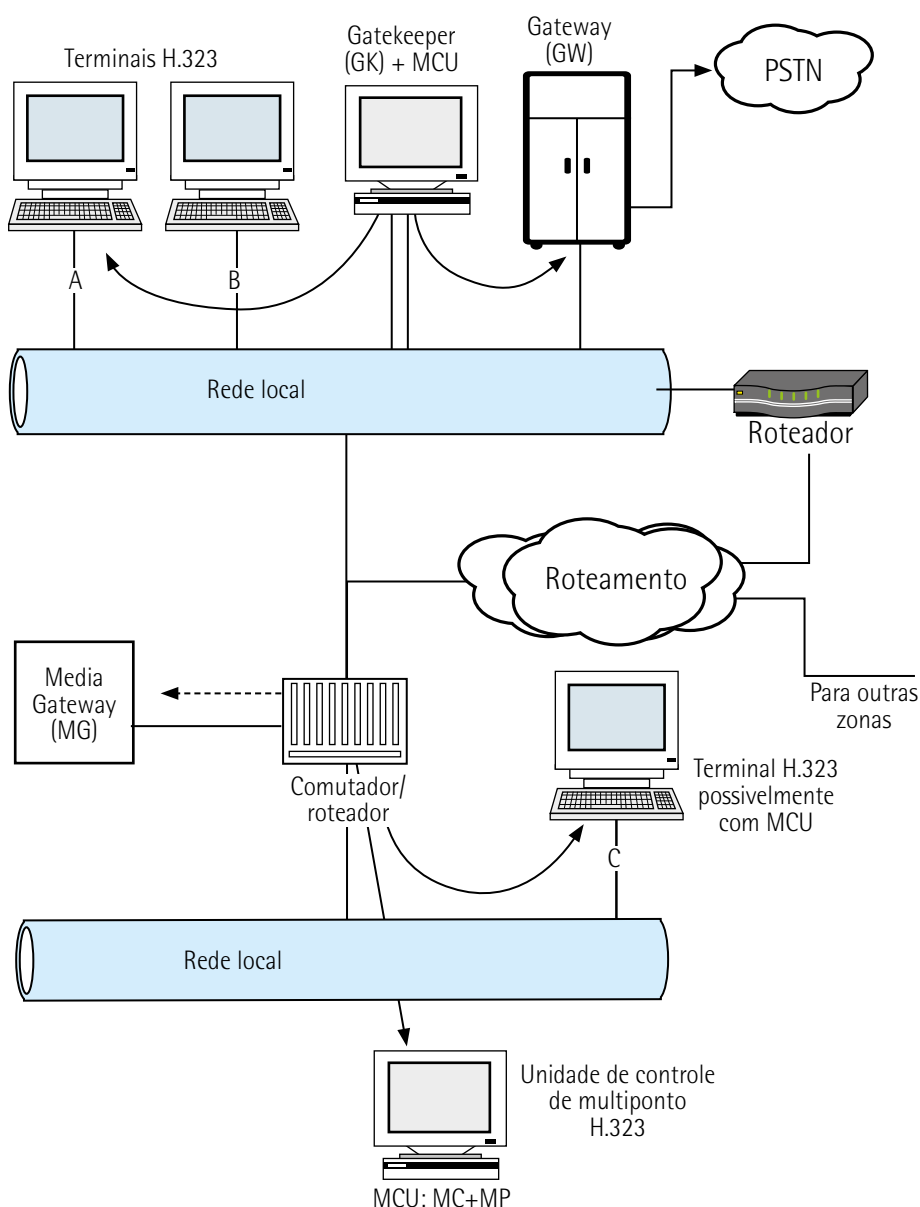 Terminais H.323
Gatekeeper
(GK) + MCU
Gateway
(GW)
PSTN
A
B
Rede local
Roteador
Roteamento
Para outras
zonas
Media
Gateway
(MG)
Comutador/
roteador
Terminal H.323
possivelmente
com MCU
C
Rede local
Unidade de controle
de multiponto
H.323
MCU: MC+MP